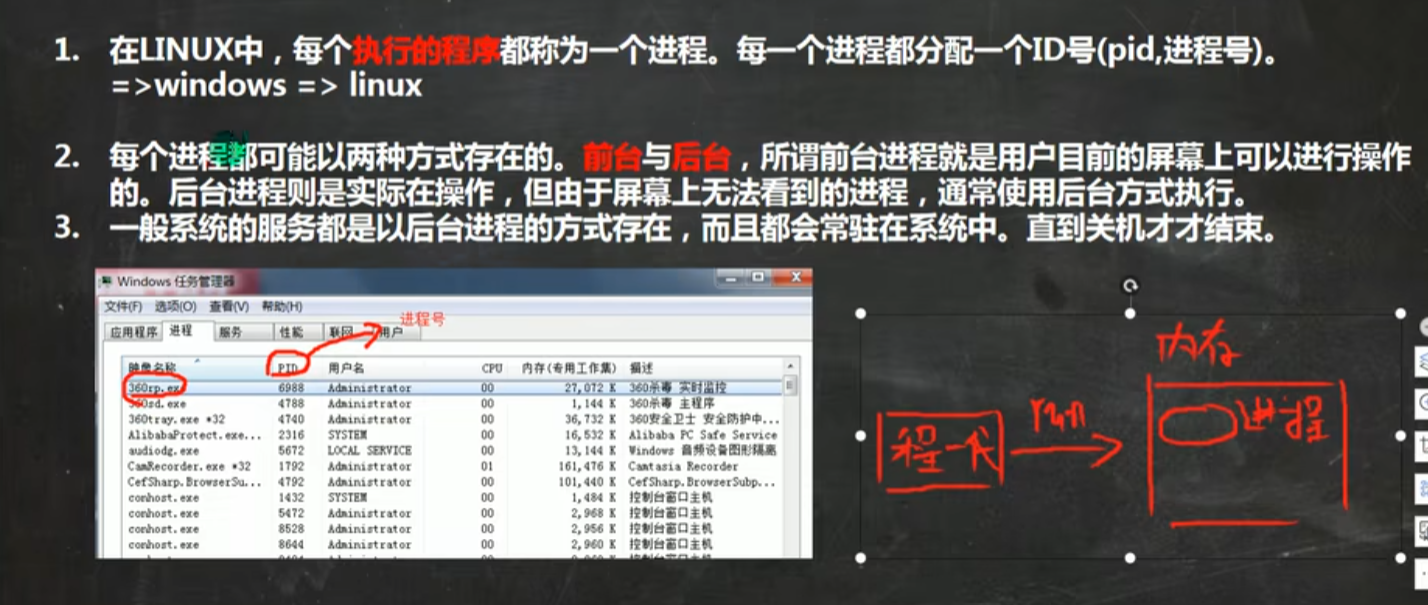 1. 在LINUX中，每个执行的程序都称为一个进程。每一个进程都分配一个ID号(pid,进程号)。
=>windows => linux
2. 每个进程都可能以两种方式存在的。前台与后台，所谓前台进程就是用户目前的屏幕上可以进行操作
的。后台进程则是实际在操作，但由于屏幕上无法看到的进程，通常使用后台方式执行。
3. 一般系统的服务都是以后台进程的方式存在，而且都会常驻在系统中。直到关机才才结束。
Windows 任务管理器
文件(F) 选项(O) 查看(V) 帮助(H)
应用程序 进程 服务 性能 联网 用户
进程号
映像名称 PID 用户名 CPU 内存(专用工作集) 描述
360rp.exe 6988 Administrator 00 27,072 K 360杀毒 实时监控
360sd.exe 4788 Administrator 00 1,144 K 360杀毒 主程序
360tray.exe *32 4740 Administrator 00 36,732 K 360安全卫士 安全防护中...
AlibabaProtect.exe... 2316 SYSTEM 00 16,532 K Alibaba PC Safe Service
audiodg.exe 5672 LOCAL SERVICE 00 13,144 K Windows 音频设备图形隔离
CamRecorder.exe *32 1792 Administrator 01 161,476 K Camtasia Recorder
CefSharp.BrowserSu... 4792 Administrator 00 101,440 K CefSharp.BrowserSubp...
conhost.exe 1432 SYSTEM 00 1,484 K 控制台窗口主机
conhost.exe 5472 Administrator 00 2,968 K 控制台窗口主机
conhost.exe 8528 Administrator 00 2,956 K 控制台窗口主机
conhost.exe 8644 Administrator 00 2,960 K 控制台窗口主机
内存
程 run 进程